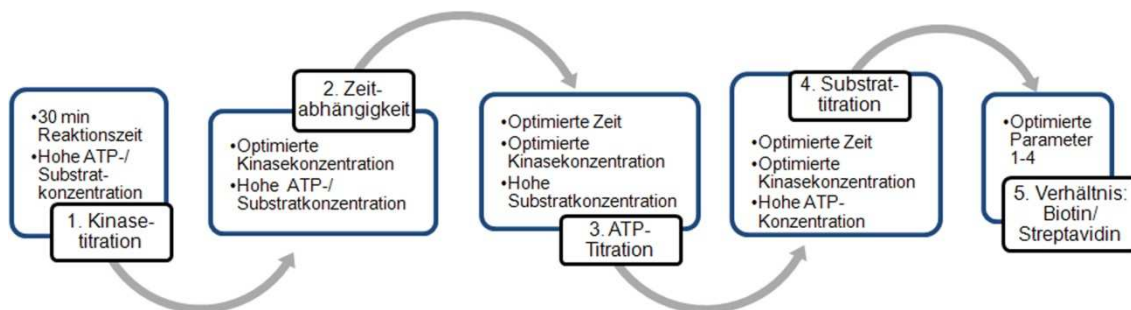 •30 min
Reaktionszeit
•Hohe ATP-/
Substrat-
konzentration
1. Kinase-
titration
2. Zeit-
abhängigkeit
•Optimierte
Kinasekonzentration
•Hohe ATP-/
Substratkonzentration
•Optimierte Zeit
•Optimierte
Kinasekonzentration
•Hohe
Substratkonzentration
3. ATP-
Titration
4. Substrat-
titration
•Optimierte Zeit
•Optimierte
Kinasekonzentration
•Hohe ATP-
Konzentration
•Optimierte
Parameter
1-4
5. Verhältnis:
Biotin/
Streptavidin